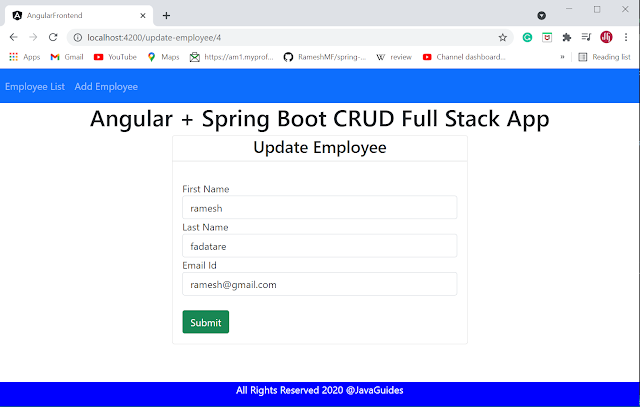 AngularFrontend
localhost:4200/update-employee/4
Apps Gmail YouTube Maps https://am1.myprof... RameshMF/spring-... review Channel dashboard... » Reading list
Employee List Add Employee
Angular + Spring Boot CRUD Full Stack App
Update Employee
First Name
ramesh
Last Name
fadatare
Email Id
ramesh@gmail.com
Submit
All Rights Reserved 2020 @JavaGuides